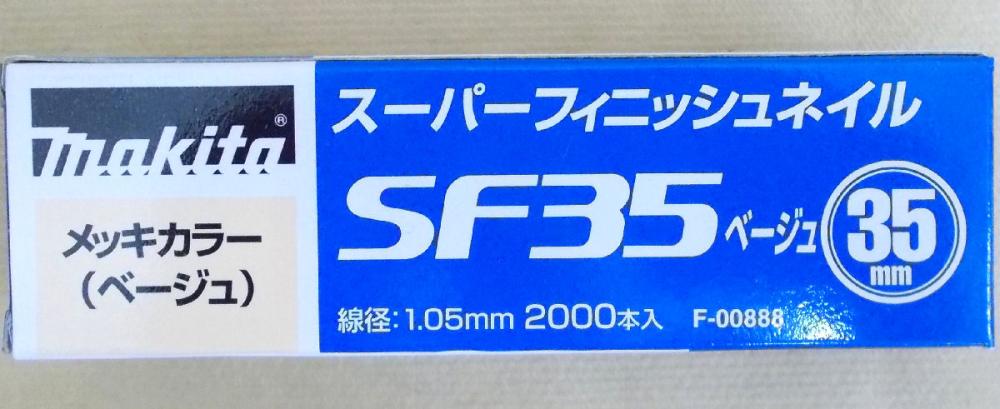 makita®
メッキカラー
（ベージュ）
スーパーフィニッシュネイル
SF35 ベージュ
35
mm
線径：1.05mm 2000本入 F-00888